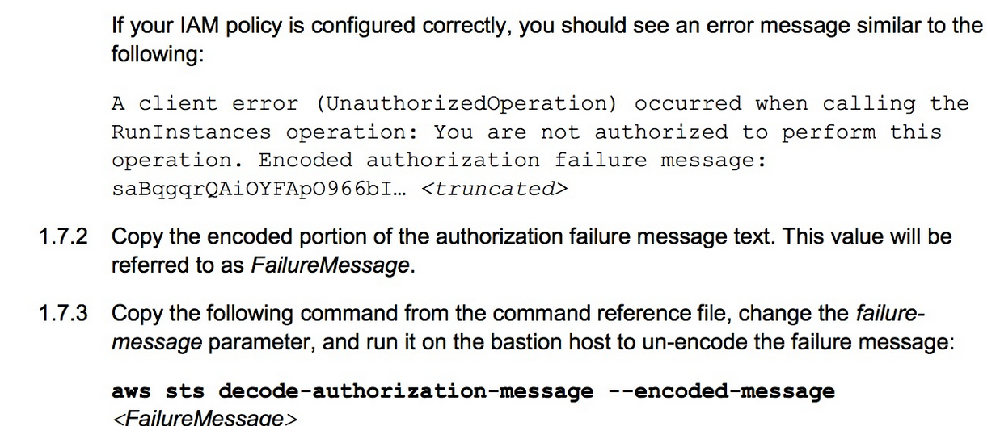 If your IAM policy is configured correctly, you should see an error message similar to the
following:
A client error (UnauthorizedOperation) occurred when calling the
RunInstances operation: You are not authorized to perform this
operation. Encoded authorization failure message:
saBqgqrQAiOYFApO966bI… <truncated>
1.7.2 Copy the encoded portion of the authorization failure message text. This value will be
referred to as FailureMessage.
1.7.3 Copy the following command from the command reference file, change the failure-
message parameter, and run it on the bastion host to un-encode the failure message:
aws sts decode-authorization-message --encoded-message
<FailureMessage>